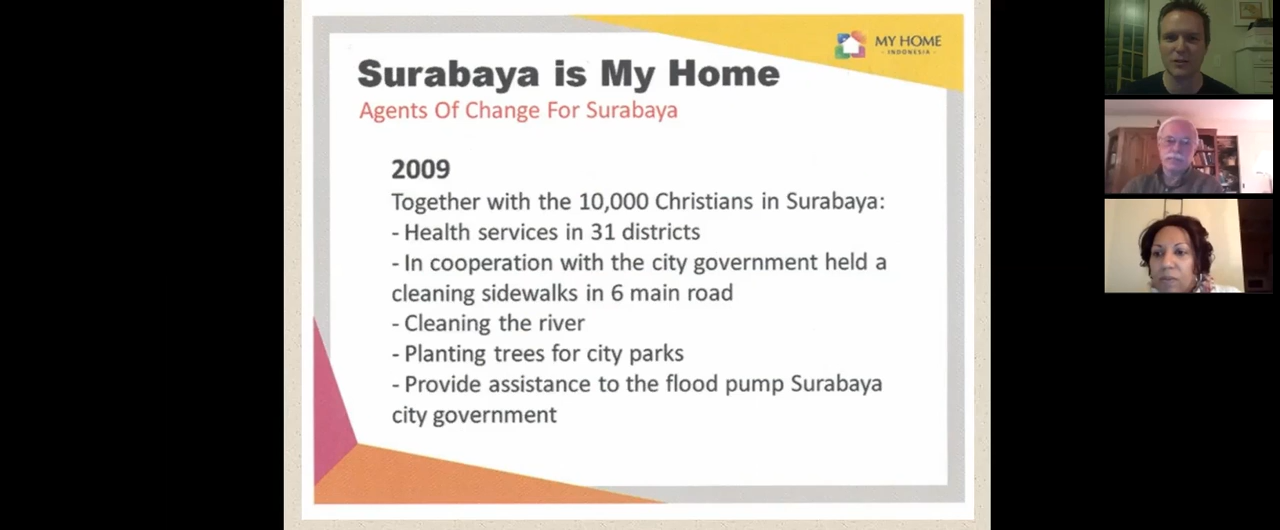 MY HOME
- INDONESIA -
Surabaya is My Home
Agents Of Change For Surabaya
2009
Together with the 10,000 Christians in Surabaya:
- Health services in 31 districts
- In cooperation with the city government held a
cleaning sidewalks in 6 main road
- Cleaning the river
- Planting trees for city parks
- Provide assistance to the flood pump Surabaya
city government